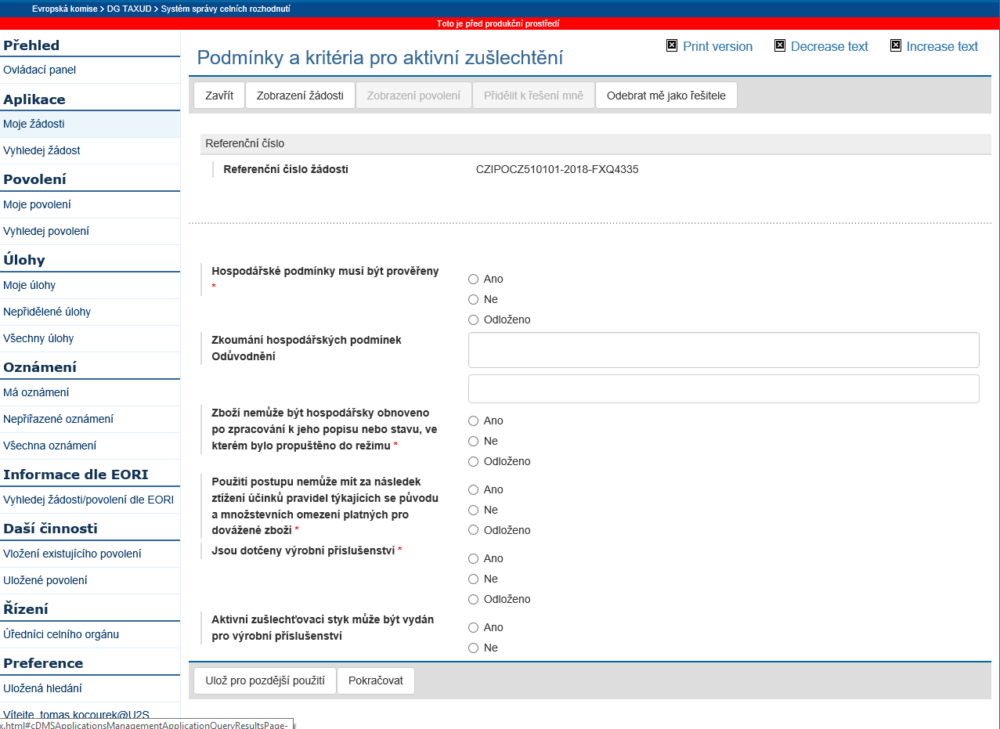 Evropská komise > DG TAXUD > Systém správy celních rozhodnutí
Toto je před produkční prostředí
Přehled
Ovládací panel
Aplikace
Moje žádosti
Vyhledej žádost
Povolení
Moje povolení
Vyhledej povolení
Úlohy
Moje úlohy
Nepřidělené úlohy
Všechny úlohy
Oznámení
Má oznámení
Nepřiřazené oznámení
Všechna oznámení
Informace dle EORI
Vyhledej žádosti/povolení dle EORI
Daší činnosti
Vložení existujícího povolení
Uložené povolení
Řízení
Úředníci celního orgánu
Preference
Uložená hledání
Vítejte, tomas.kocourek@U2S
x.html#cDMSApplicationsManagementApplicationQueryResultsPage-
Print version Decrease text Increase text
Podmínky a kritéria pro aktivní zušlechtění
Zavřít Zobrazení žádosti Zobrazení povolení Přidělit k řešení mně Odebrat mě jako řešitele
Referenční číslo
Referenční číslo žádosti CZIPOCZ510101-2018-FXQ4335
Hospodářské podmínky musí být prověřeny
*
Ano
Ne
Odloženo
Zkoumání hospodářských podmínek
Odůvodnění
Zboží nemůže být hospodářsky obnoveno
po zpracování k jeho popisu nebo stavu, ve
kterém bylo propuštěno do režimu *
Ano
Ne
Odloženo
Použití postupu nemůže mít za následek
ztížení účinků pravidel týkajících se původu
a množstevních omezení platných pro
dovážené zboží *
Ano
Ne
Odloženo
Jsou dotčeny výrobní příslušenství *
Ano
Ne
Odloženo
Aktivní zušlechťovací styk může být vydán
pro výrobní příslušenství
Ano
Ne
Ulož pro pozdější použití Pokračovat